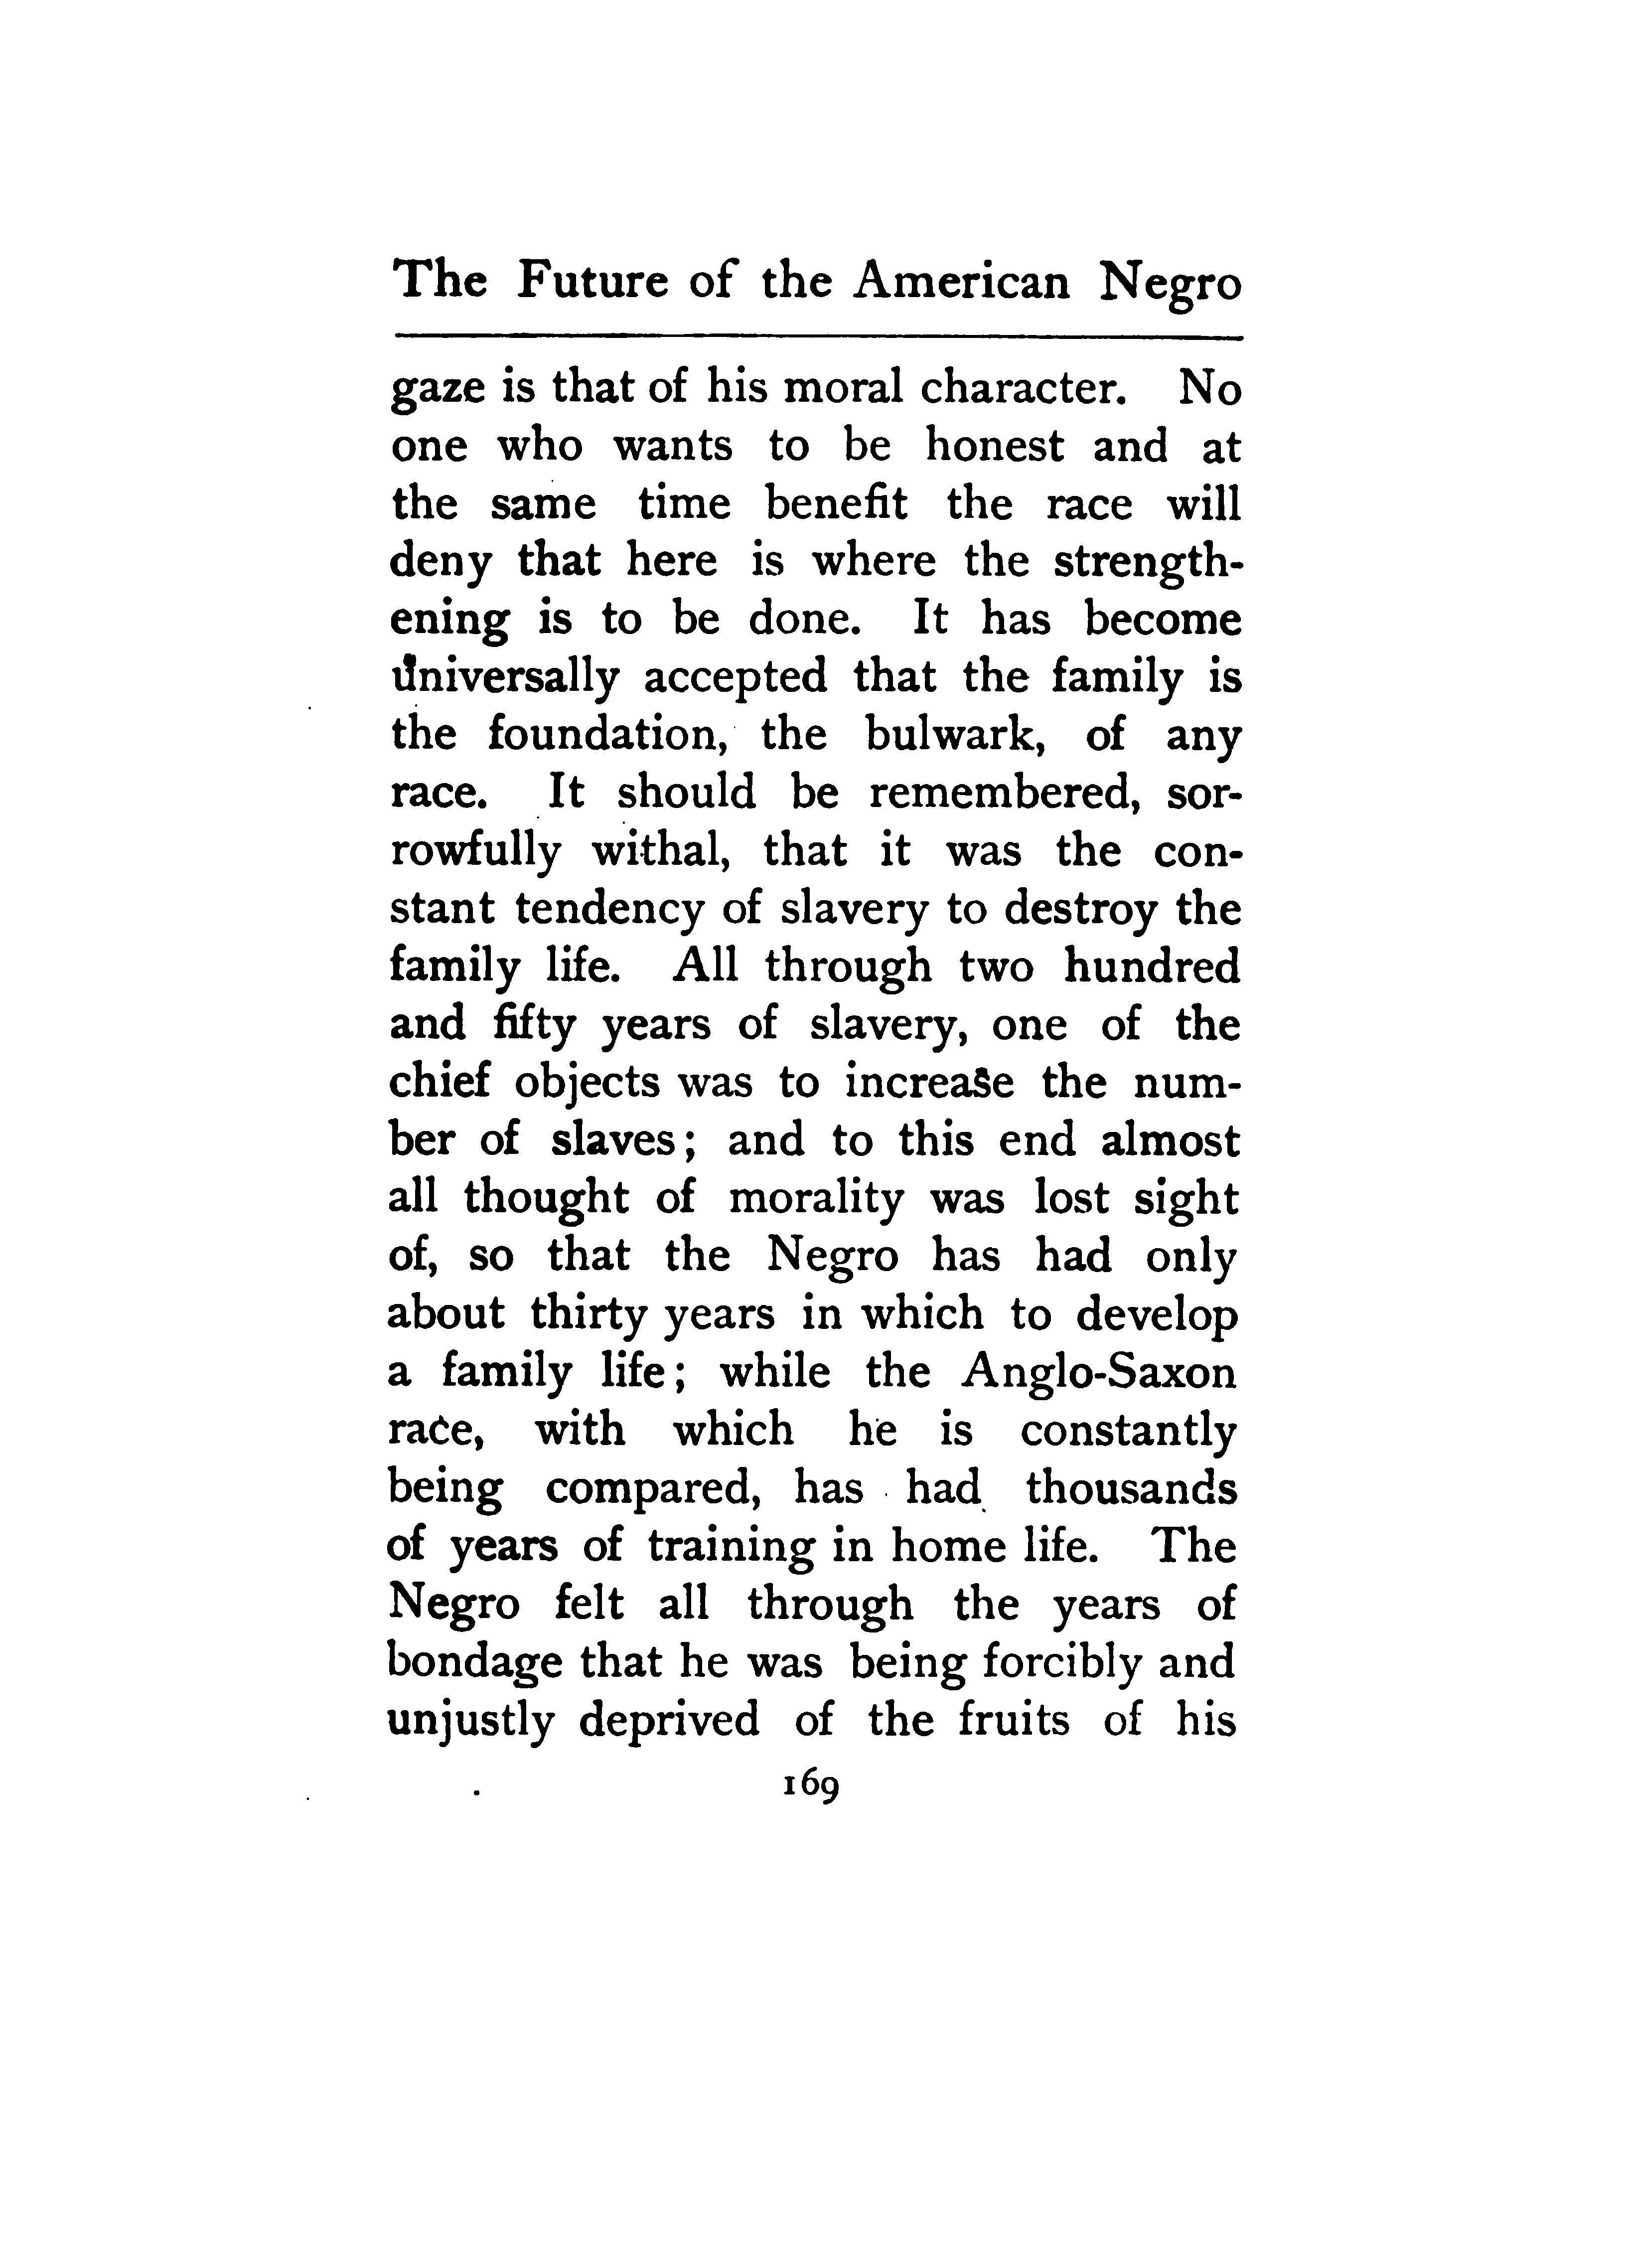 The Future of the American Negro
gaze is that of his moral character. No
one who wants to be honest and at
the same time benefit the race will
deny that here is where the strength-
ening is to be done. It has become
universally accepted that the family is
the foundation, the bulwark, of any
race. It should be remembered, sor-
rowfully withal, that it was the con-
stant tendency of slavery to destroy the
family life. All through two hundred
and fifty years of slavery, one of the
chief objects was to increase the num-
ber of slaves; and to this end almost
all thought of morality was lost sight
of, so that the Negro has had only
about thirty years in which to develop
a family life; while the Anglo-Saxon
race, with which he is constantly
being compared, has had thousands
of years of training in home life. The
Negro felt all through the years of
bondage that he was being forcibly and
unjustly deprived of the fruits of his
169